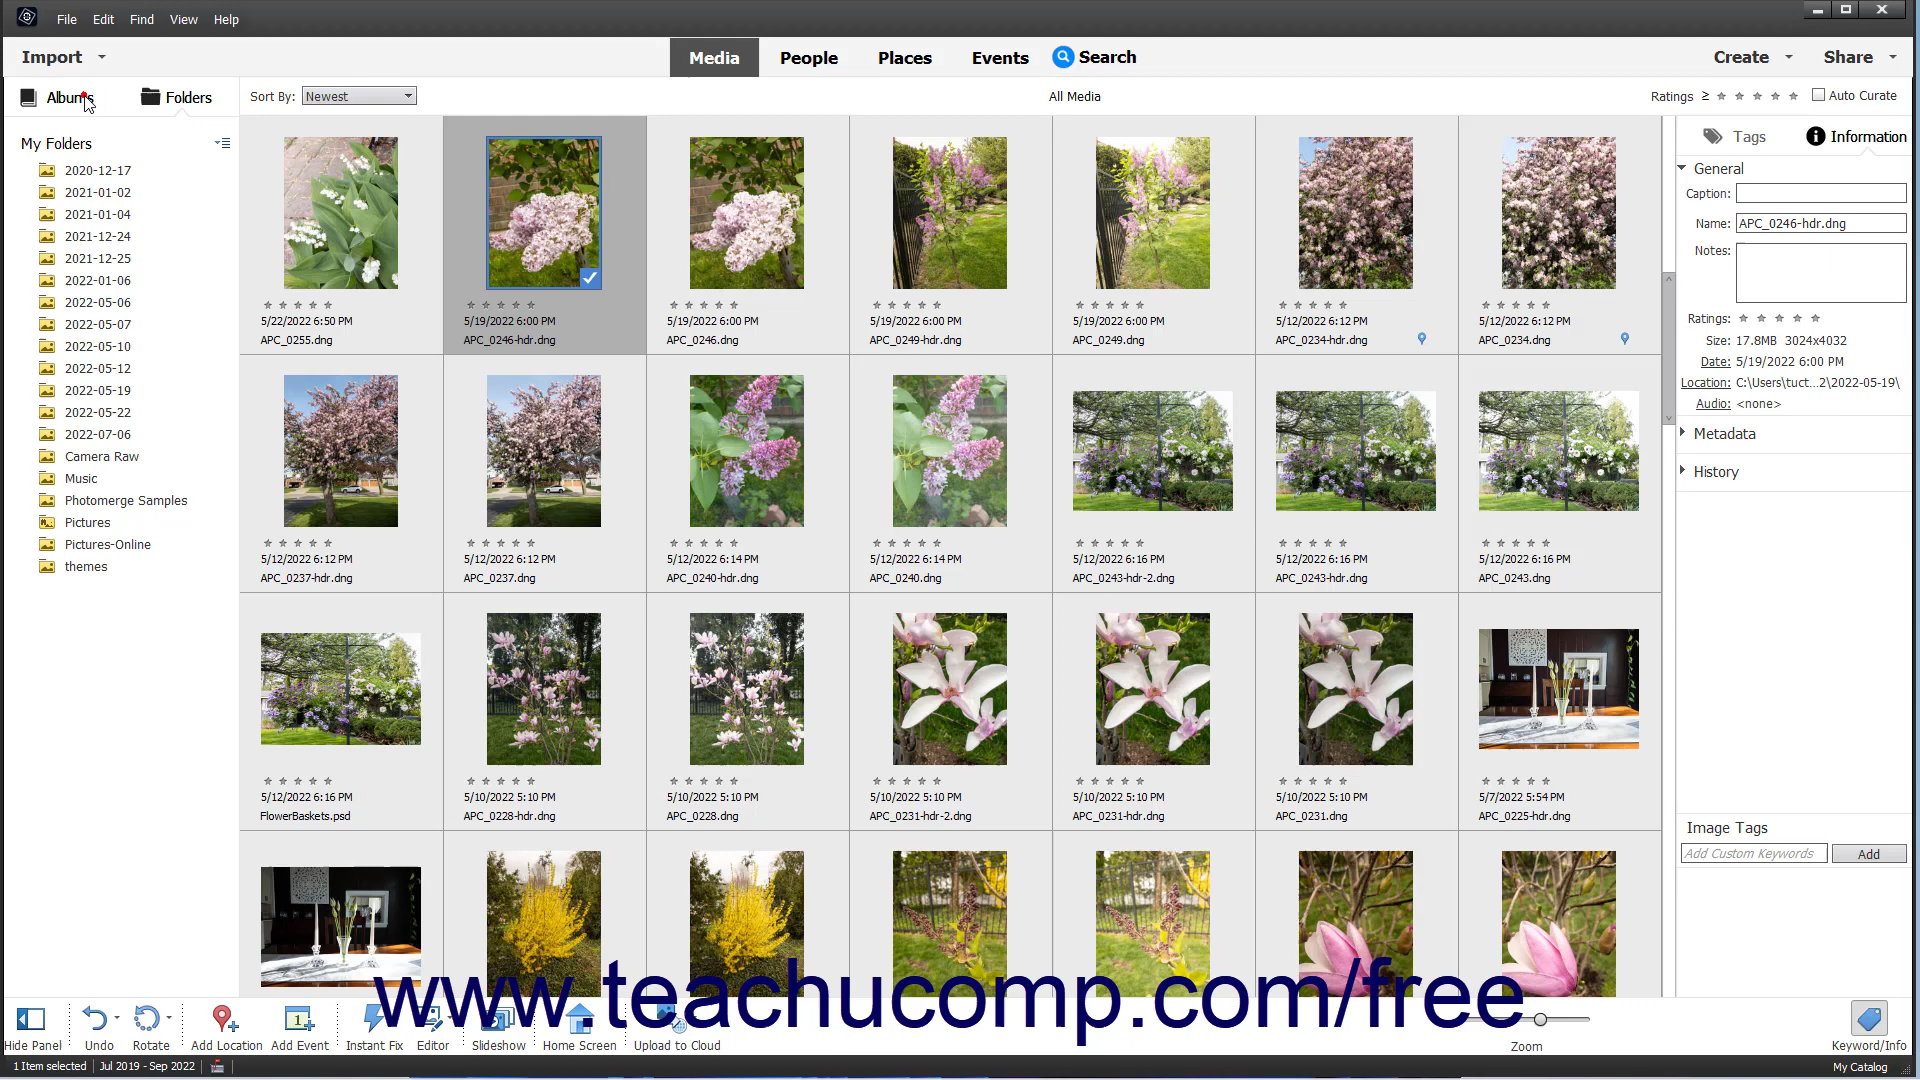 File Edit Find View Help
Import Media People Places Events Search Create Share
Albums Folders Sort By: Newest All Media Ratings ≥ Auto Curate
My Folders
2020-12-17
2021-01-02
2021-01-04
2021-12-24
2021-12-25
2022-01-06
2022-05-06
2022-05-07
2022-05-10
2022-05-12
2022-05-19
2022-05-22
2022-07-06
Camera Raw
Music
Photomerge Samples
Pictures
Pictures-Online
themes
5/22/2022 6:50 PM 5/19/2022 6:00 PM 5/19/2022 6:00 PM 5/19/2022 6:00 PM 5/19/2022 6:00 PM 5/12/2022 6:12 PM 5/12/2022 6:12 PM
APC_0255.dng APC_0246-hdr.dng APC_0246.dng APC_0249-hdr.dng APC_0249.dng APC_0234-hdr.dng APC_0234.dng
5/12/2022 6:12 PM 5/12/2022 6:12 PM 5/12/2022 6:14 PM 5/12/2022 6:14 PM 5/12/2022 6:16 PM 5/12/2022 6:16 PM 5/12/2022 6:16 PM
APC_0237-hdr.dng APC_0237.dng APC_0240-hdr.dng APC_0240.dng APC_0243-hdr-2.dng APC_0243-hdr.dng APC_0243.dng
5/12/2022 6:16 PM 5/10/2022 5:10 PM 5/10/2022 5:10 PM 5/10/2022 5:10 PM 5/10/2022 5:10 PM 5/10/2022 5:10 PM 5/7/2022 5:54 PM
FlowerBaskets.psd APC_0228-hdr.dng APC_0228.dng APC_0231-hdr-2.dng APC_0231-hdr.dng APC_0231.dng APC_0225-hdr.dng
Tags Information
General
Caption:
Name: APC_0246-hdr.dng
Notes:
Ratings:
Size: 17.8MB 3024x4032
Date: 5/19/2022 6:00 PM
Location: C:\Users\tuct...2\2022-05-19\
Audio: <none>
Metadata
History
Image Tags
Add Custom Keywords Add
www.teachucomp.com/free
Hide Panel Undo Rotate Add Location Add Event Instant Fix Editor Slideshow Home Screen Upload to Cloud Zoom Keyword/Info
1 Item selected Jul 2019 - Sep 2022 My Catalog